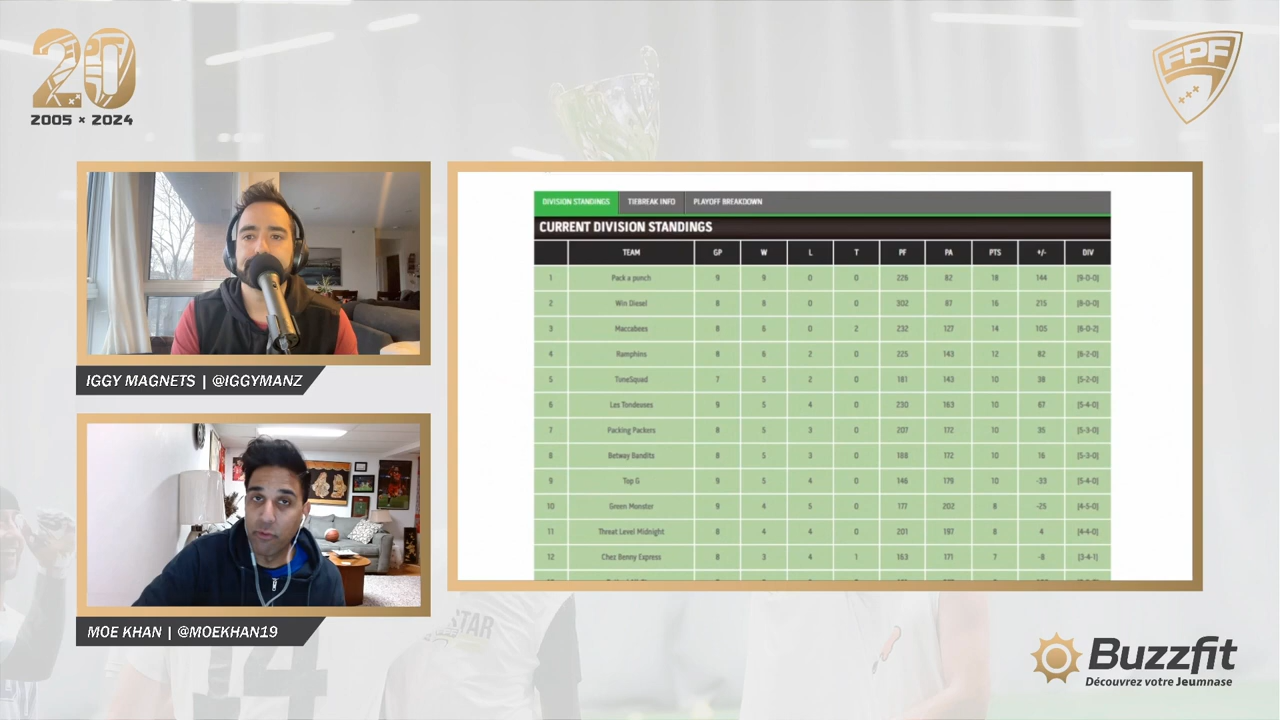 20
2005 × 2024
FPF
IGGY MAGNETS | @IGGYMANZ
MOE KHAN | @MOEKHAN19
DIVISION STANDINGS TIEBREAK INFO PLAYOFF BREAKDOWN
CURRENT DIVISION STANDINGS
TEAM GP W L T PF PA PTS +/- DIV
1 Pack a punch 9 9 0 0 226 82 18 144 (9-0-0)
2 Win Diesel 8 8 0 0 302 87 16 215 (8-0-0)
3 Maccabees 8 6 0 2 232 127 14 105 (6-0-2)
4 Ramphins 8 6 2 0 225 143 12 82 (6-2-0)
5 TimeSquad 7 5 2 0 181 143 10 38 (5-2-0)
6 Les Tondeuses 9 5 4 0 230 163 10 67 (5-4-0)
7 Packing Packers 8 5 3 0 207 172 10 35 (5-3-0)
8 Betway Bandits 8 5 3 0 188 172 10 16 (5-3-0)
9 Top G 9 5 4 0 146 179 10 -33 (5-4-0)
10 Green Monster 9 4 5 0 177 202 8 -25 (4-5-0)
11 Threat Level Midnight 8 4 4 0 201 197 8 4 (4-4-0)
12 Chez Benny Express 8 3 4 1 163 171 7 -8 (3-4-1)
STAR
14
Buzzfit
Découvrez votre Jeumnase